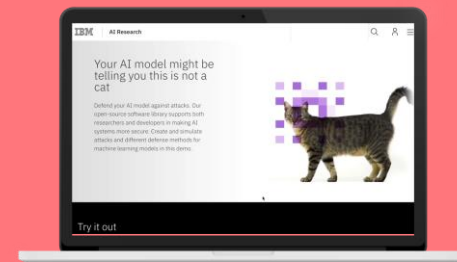 IBM
AI Research
Your AI model might be
telling you this is not a
cat
Defend your AI model against attacks. Our
open-source software library supports both
researchers and developers in making AI
systems more secure. Create and simulate
attacks and different defense methods for
machine learning models in this demo.
Try it out